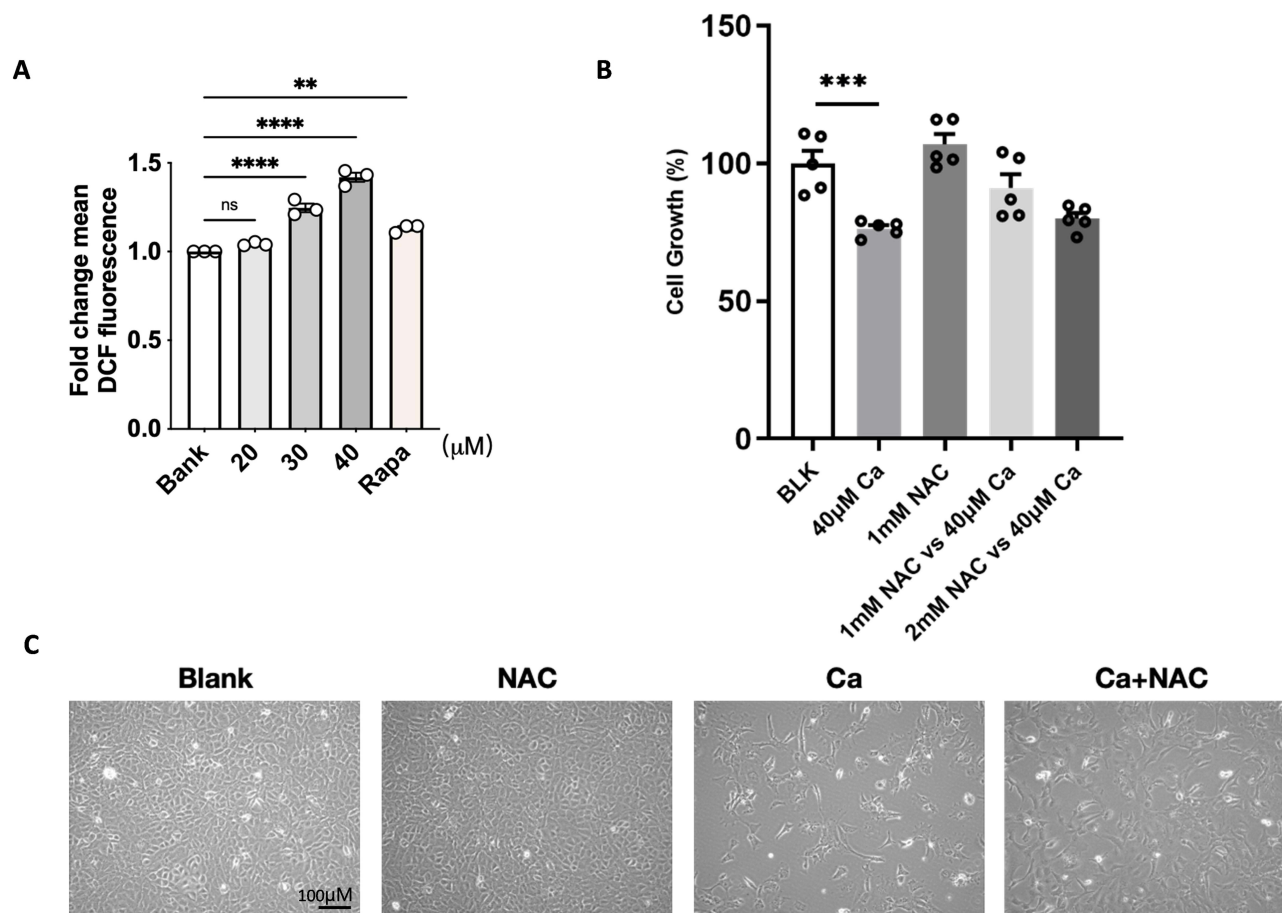 A
**
****
****
ns
Fold change mean
DCF fluorescence
1.5
1.0
0.5
0.0
Bank
20
30
40
Rapa
(μM)
B
***
Cell Growth (%)
150
100
50
0
BLK
40μM Ca
1mM NAC
1mM NAC vs 40μM Ca
2mM NAC vs 40μM Ca
C
Blank
NAC
Ca
Ca+NAC
100μM